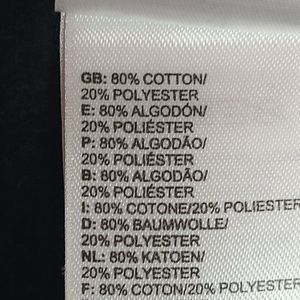 GB: 80% COTTON/
20% POLYESTER
E: 80% ALGODÓN/
20% POLIÉSTER
P: 80% ALGODÃO/
20% POLIÉSTER
B: 80% ALGODÃO/
20% POLIÉSTER
I: 80% COTONE/20% POLIESTER
D: 80% BAUMWOLLE/
20% POLYESTER
NL: 80% KATOEN/
20% POLYESTER
F: 80% COTON/20% POLYESTER